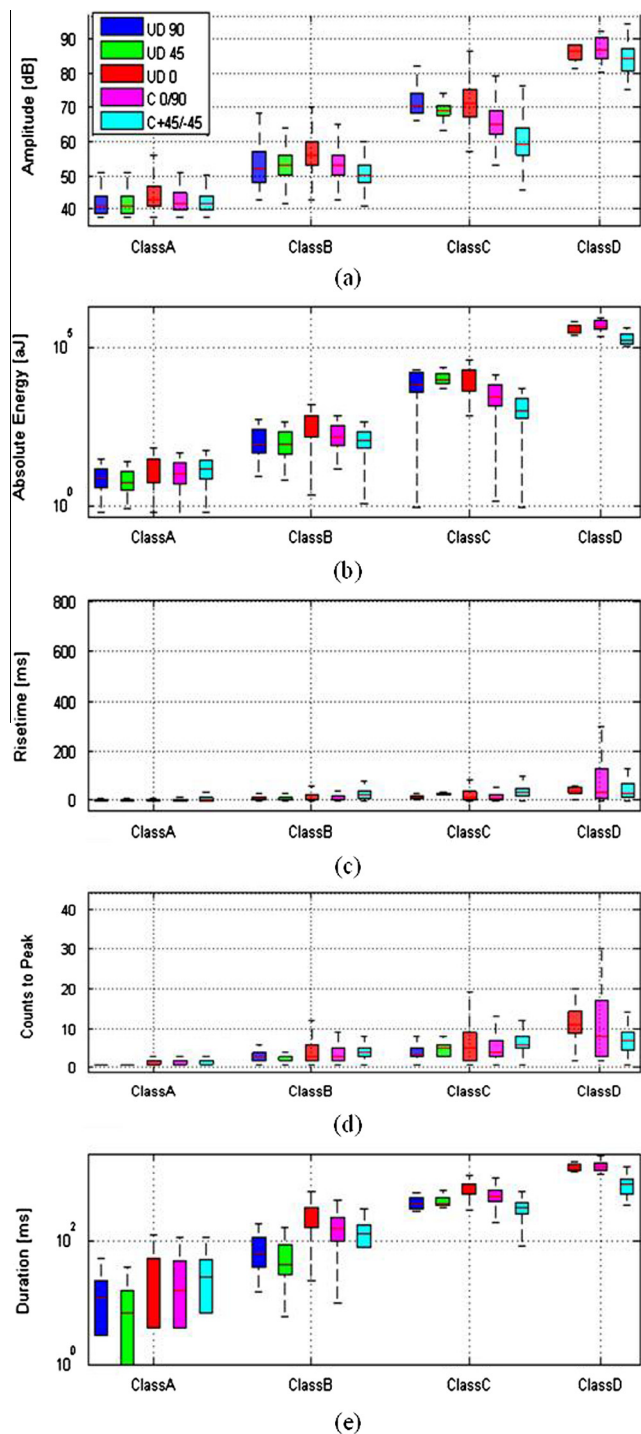 Amplitude [dB]
90
80
70
60
50
40
UD 90
UD 45
UD 0
C 0/90
C+45/-45
ClassA ClassB ClassC ClassD
(a)
Absolute Energy [aJ]
10^5
10^0
ClassA ClassB ClassC ClassD
(b)
Risetime [ms]
800
600
400
200
0
ClassA ClassB ClassC ClassD
(c)
Counts to Peak
40
30
20
10
0
ClassA ClassB ClassC ClassD
(d)
Duration [ms]
10^2
10^0
ClassA ClassB ClassC ClassD
(e)